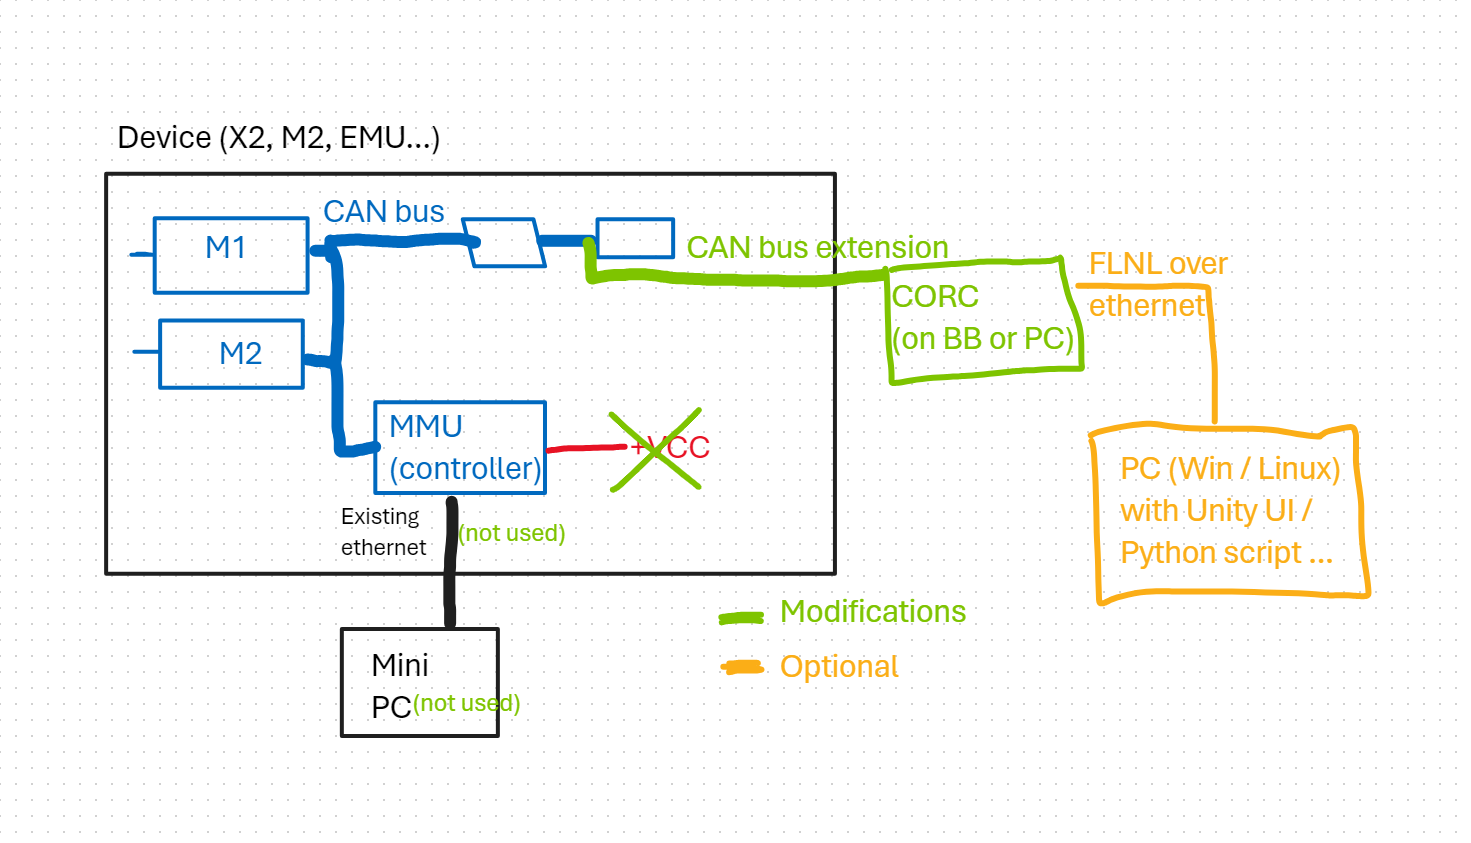 Device (X2, M2, EMU...)
CAN bus
M1
CAN bus extension
FLNL over
ethernet
CORC
(on BB or PC)
M2
MMU
(controller)
+VCC
PC (Win / Linux)
with Unity UI /
Python script ...
Existing
ethernet
(not used)
Modifications
Optional
Mini
PC(not used)